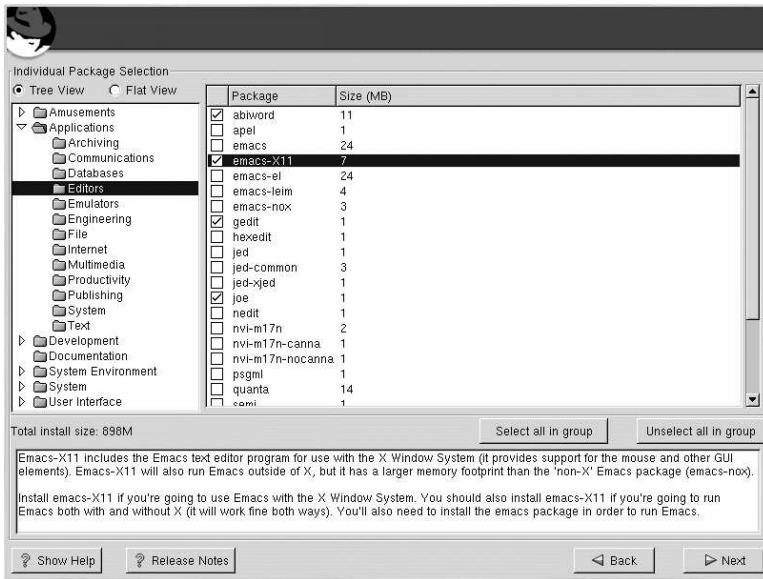 Individual Package Selection
Tree View Flat View
Amusements
Applications
Archiving
Communications
Databases
Editors
Emulators
Engineering
File
Internet
Multimedia
Productivity
Publishing
System
Text
Development
Documentation
System Environment
System
User Interface
Package Size (MB)
abiword 11
apel 1
emacs 24
emacs-X11 7
emacs-el 24
emacs-leim 4
emacs-nox 3
gedit 1
hexedit 1
jed 1
jed-common 3
jed-xjed 1
joe 1
nedit 1
nvi-m17n 2
nvi-m17n-canna 1
nvi-m17n-nocanna 1
psgml 1
quanta 14
semi 1
Total install size: 898M
Select all in group Unselect all in group
Emacs-X11 includes the Emacs text editor program for use with the X Window System (it provides support for the mouse and other GUI
elements). Emacs-X11 will also run Emacs outside of X, but it has a larger memory footprint than the 'non-X' Emacs package (emacs-nox).
Install emacs-X11 if you're going to use Emacs with the X Window System. You should also install emacs-X11 if you're going to run
Emacs both with and without X (it will work fine both ways). You'll also need to install the emacs package in order to run Emacs.
Show Help Release Notes Back Next